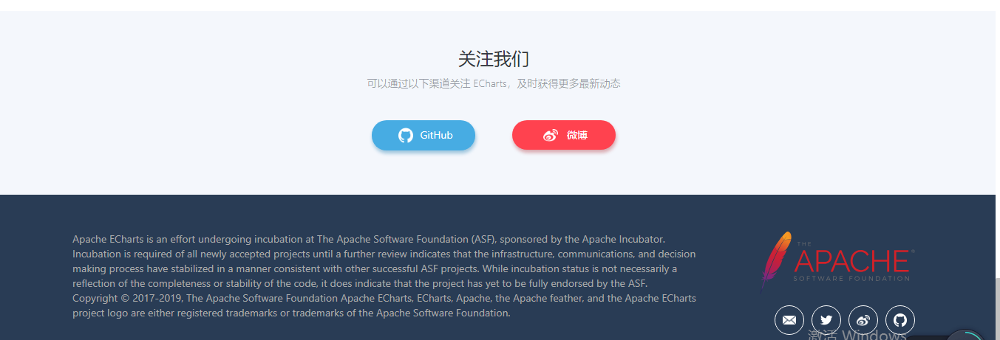 关注我们
可以通过以下渠道关注 ECharts，及时获得更多最新动态
GitHub
微博
Apache ECharts is an effort undergoing incubation at The Apache Software Foundation (ASF), sponsored by the Apache Incubator.
Incubation is required of all newly accepted projects until a further review indicates that the infrastructure, communications, and decision
making process have stabilized in a manner consistent with other successful ASF projects. While incubation status is not necessarily a
reflection of the completeness or stability of the code, it does indicate that the project has yet to be fully endorsed by the ASF.
Copyright © 2017-2019, The Apache Software Foundation Apache ECharts, ECharts, Apache, the Apache feather, and the Apache ECharts
project logo are either registered trademarks or trademarks of the Apache Software Foundation.
THE
APACHE®
SOFTWARE FOUNDATION
激活 Windows